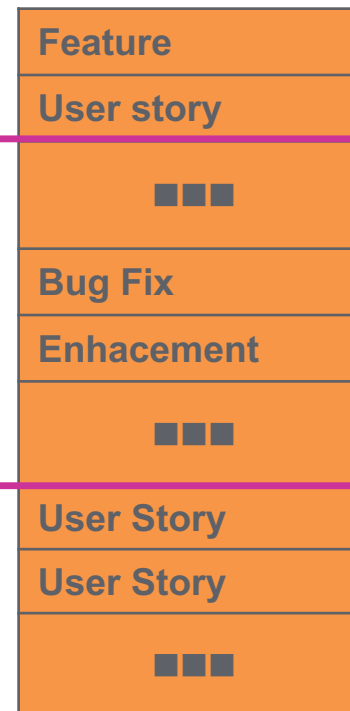 Feature
User story
Bug Fix
Enhacement
User Story
User Story